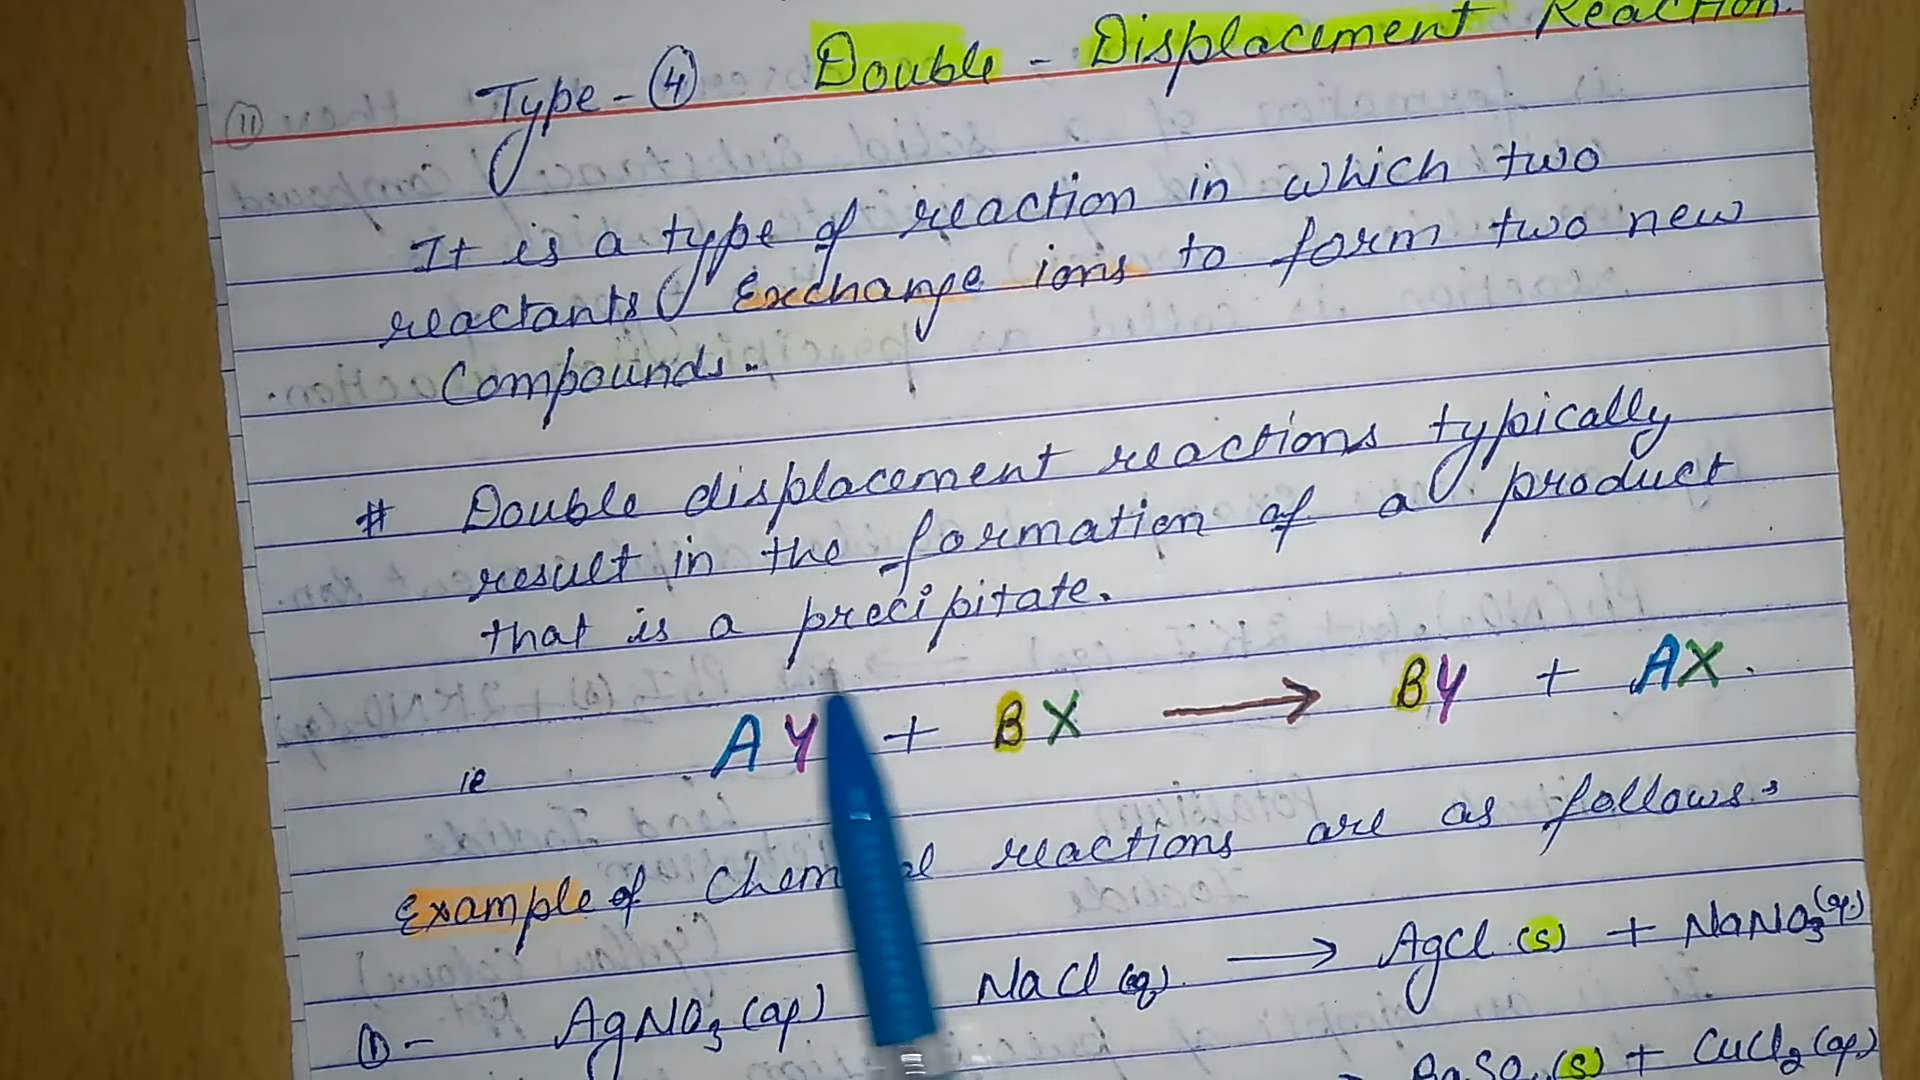 Type-④ Double-Displacement Reaction
⑪
It is a type of reaction in which two
reactants exchange ions to form two new
Compounds.
# Double displacement reactions typically
result in the formation of a product
that is a precipitate.
ie AY + BX → BY + AX.
Example of Chem al reactions are as follows:
①- AgNO₃(aq) NaCl(aq). → AgCl(s) + NaNO₃(aq)
(s) + CuCl₂(aq)